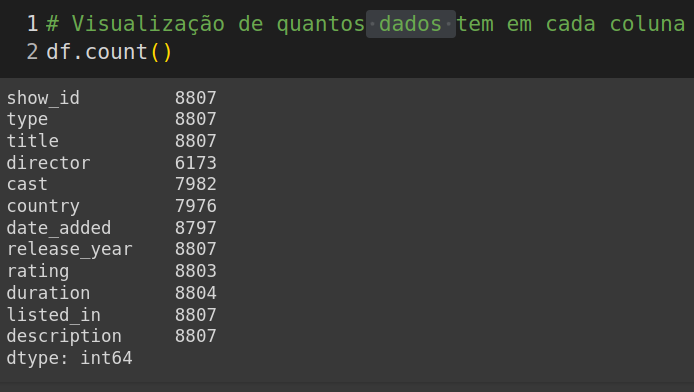 1 # Visualização de quantos dados tem em cada coluna
2 df.count()
show_id 8807
type 8807
title 8807
director 6173
cast 7982
country 7976
date_added 8797
release_year 8807
rating 8803
duration 8804
listed_in 8807
description 8807
dtype: int64